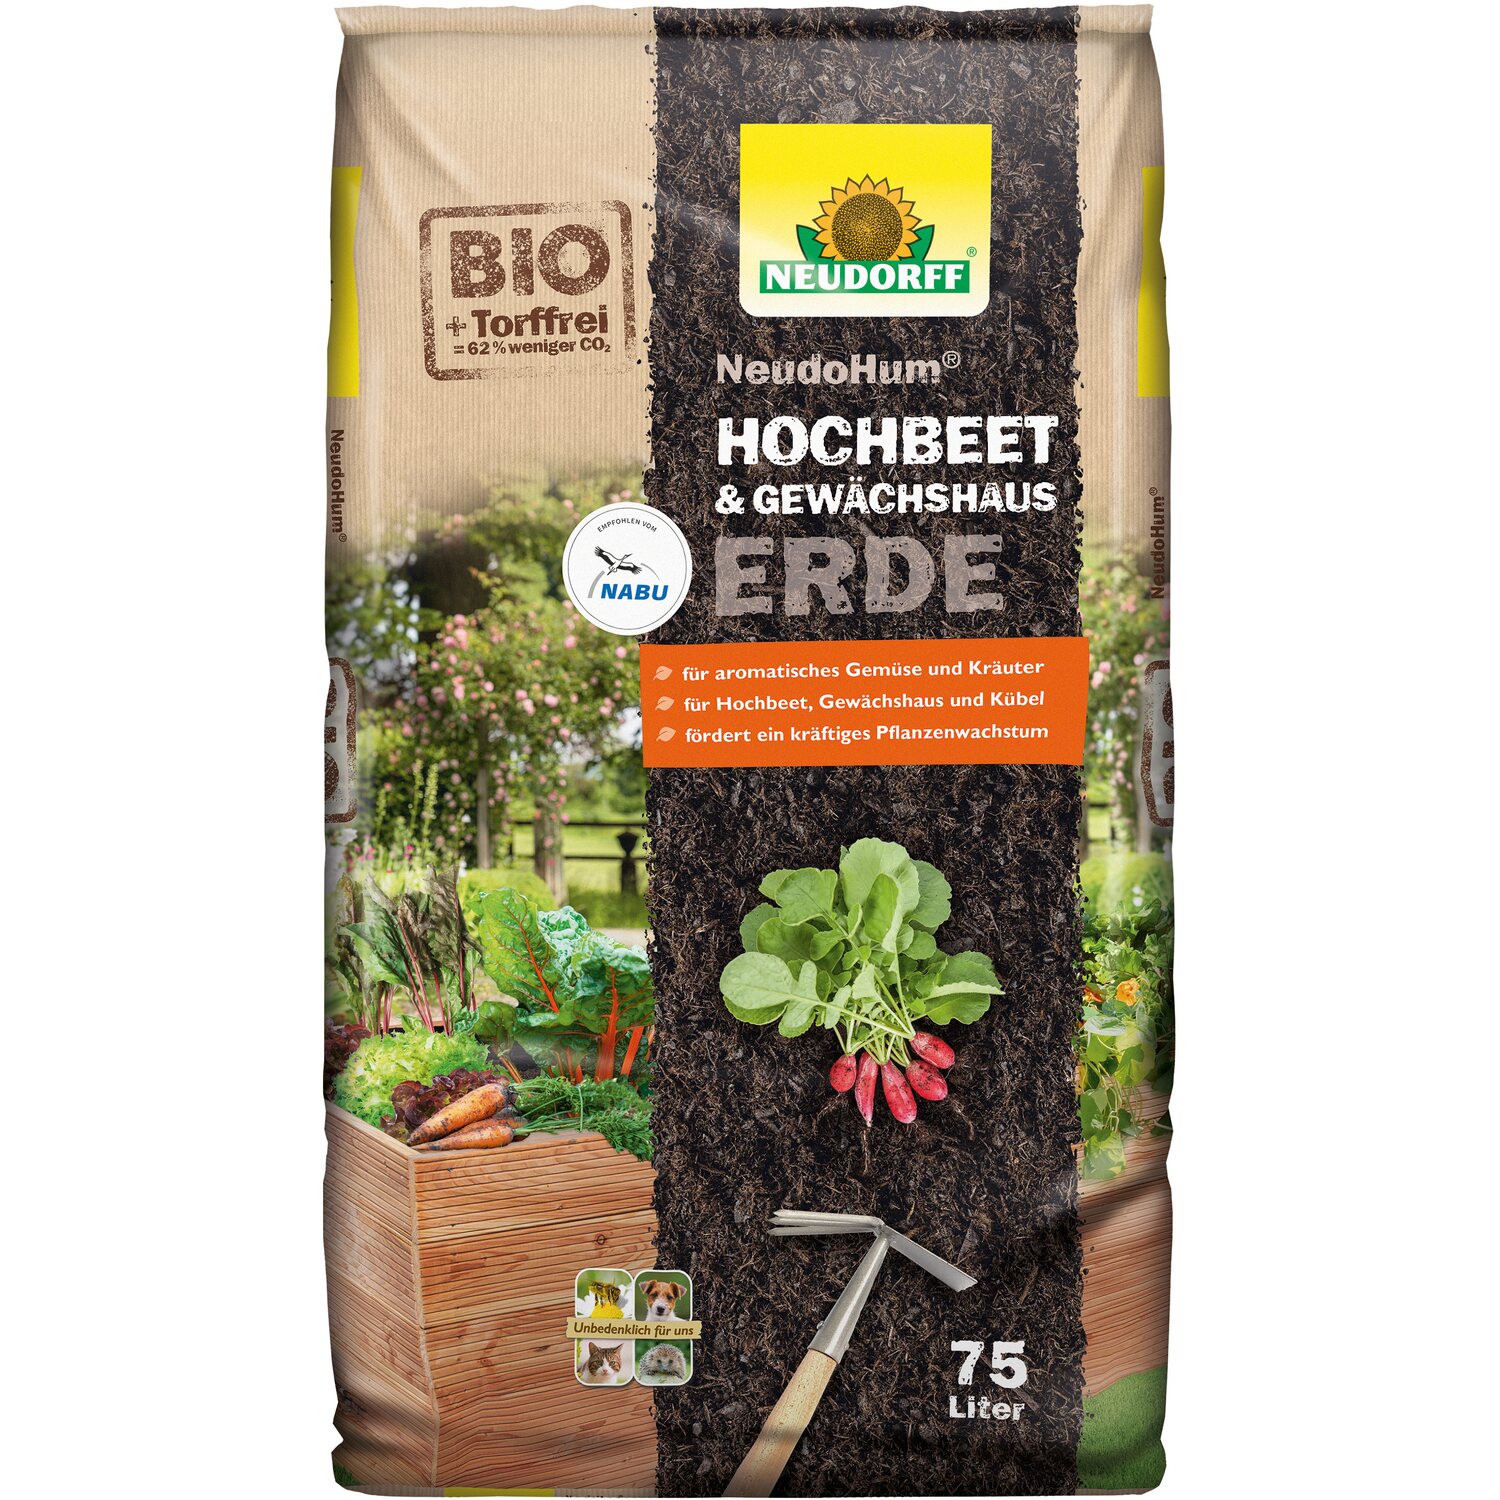 BIO
+ Torffrei
= 62 % weniger CO₂
NEUDORFF®
NeudoHum®
HOCHBEET
& GEWÄCHSHAUS
ERDE
EMPFOHLEN VOM
NABU
für aromatisches Gemüse und Kräuter
für Hochbeet, Gewächshaus und Kübel
fördert ein kräftiges Pflanzenwachstum
Unbedenklich für uns
75
Liter
NeudoHum®
NeudoHum®